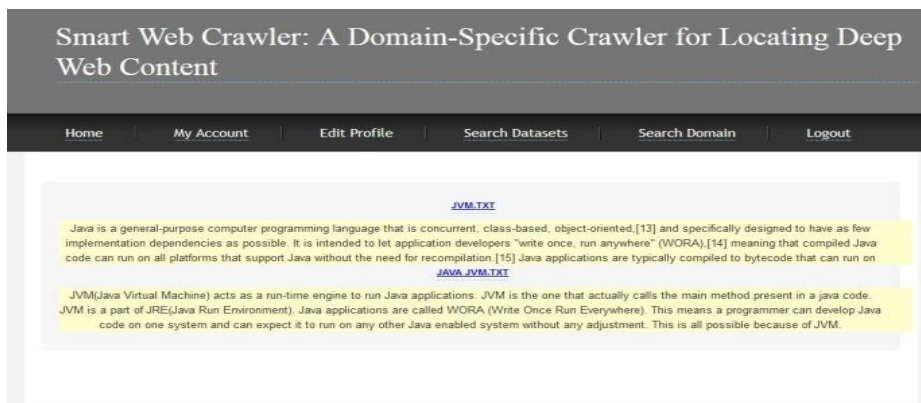 Smart Web Crawler: A Domain-Specific Crawler for Locating Deep
Web Content
Home My Account Edit Profile Search Datasets Search Domain Logout
JVM.TXT
Java is a general-purpose computer programming language that is concurrent, class-based, object-oriented,[13] and specifically designed to have as few
implementation dependencies as possible. It is intended to let application developers "write once, run anywhere" (WORA),[14] meaning that compiled Java
code can run on all platforms that support Java without the need for recompilation.[15] Java applications are typically compiled to bytecode that can run on
JAVA JVM.TXT
JVM(Java Virtual Machine) acts as a run-time engine to run Java applications. JVM is the one that actually calls the main method present in a java code.
JVM is a part of JRE(Java Run Environment). Java applications are called WORA (Write Once Run Everywhere). This means a programmer can develop Java
code on one system and can expect it to run on any other Java enabled system without any adjustment. This is all possible because of JVM.